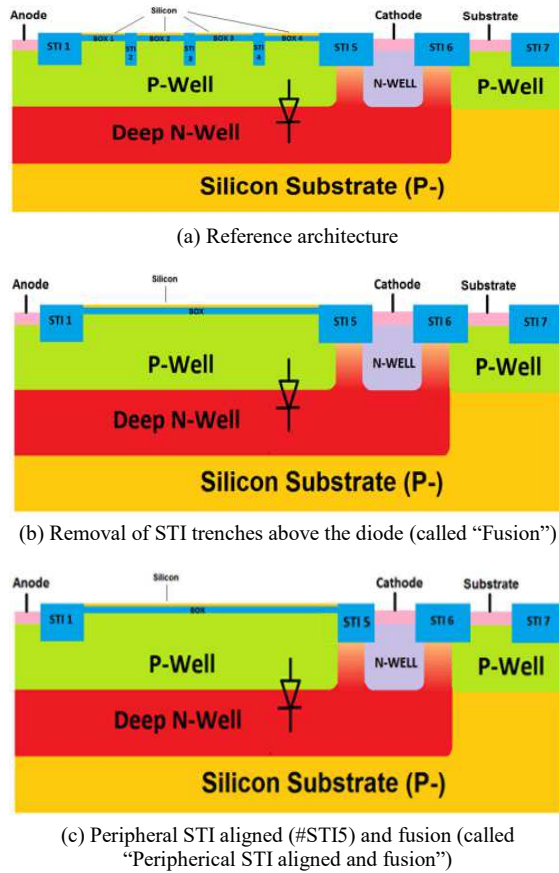 Anode
Silicon
Cathode
Substrate
STI 1
BOX 1
STI 2
BOX 2
STI 3
BOX 3
STI 4
BOX 4
STI 5
STI 6
STI 7
P-Well
N-WELL
P-Well
Deep N-Well
Silicon Substrate (P-)
(a) Reference architecture
Anode
Silicon
Cathode
Substrate
STI 1
BOX
STI 5
STI 6
STI 7
P-Well
N-WELL
P-Well
Deep N-Well
Silicon Substrate (P-)
(b) Removal of STI trenches above the diode (called “Fusion”)
Anode
Silicon
Cathode
Substrate
STI 1
BOX
STI 5
STI 6
STI 7
P-Well
N-WELL
P-Well
Deep N-Well
Silicon Substrate (P-)
(c) Peripheral STI aligned (#STI5) and fusion (called
“Peripherical STI aligned and fusion”)